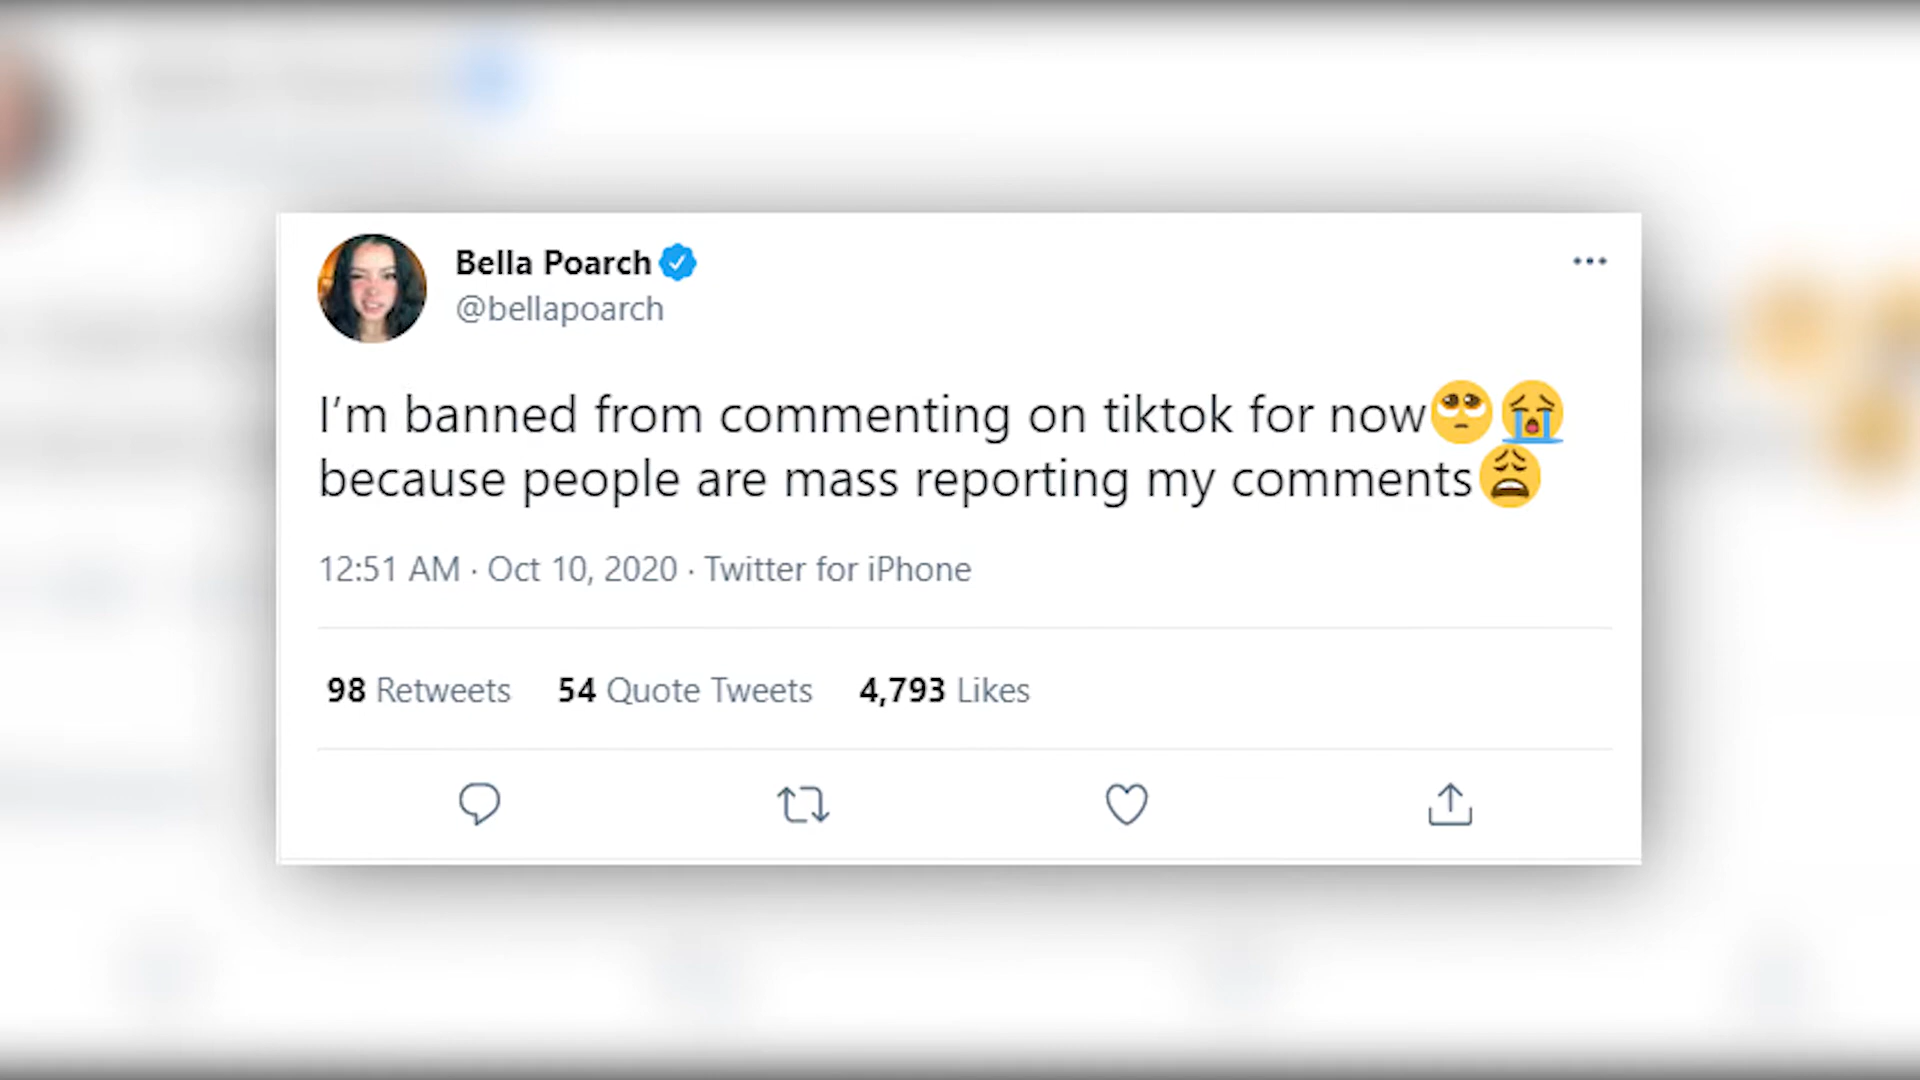 Bella Poarch
@bellapoarch
I’m banned from commenting on tiktok for now🥺😭
because people are mass reporting my comments😩
12:51 AM · Oct 10, 2020 · Twitter for iPhone
98 Retweets 54 Quote Tweets 4,793 Likes